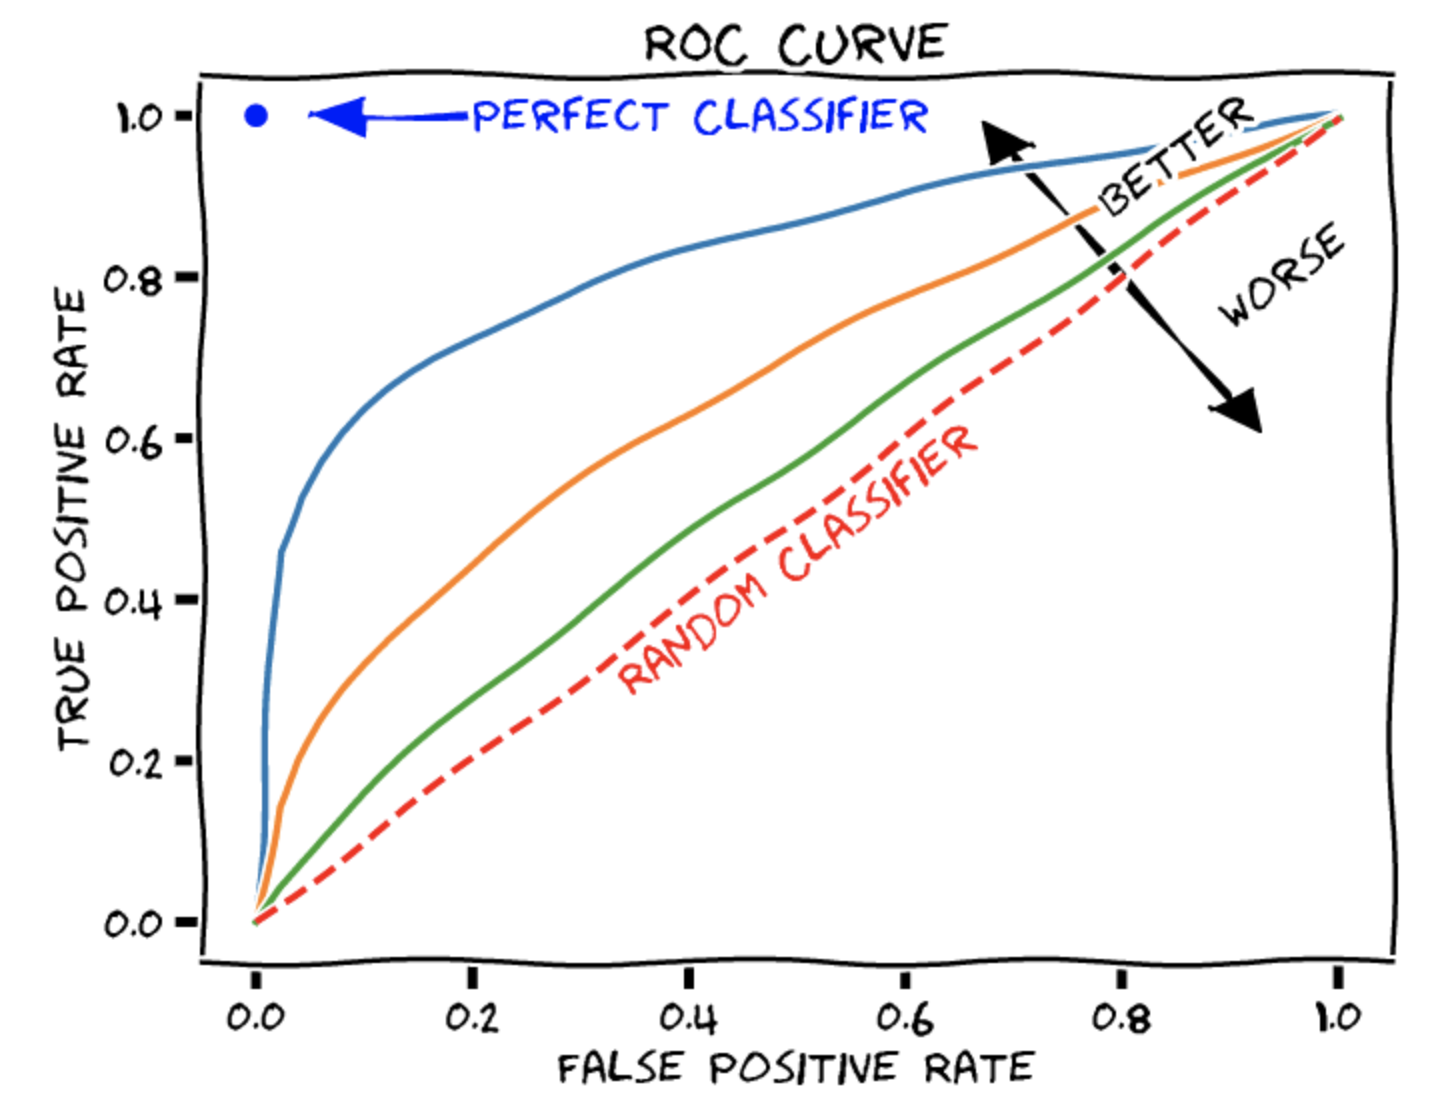 ROC CURVE
PERFECT CLASSIFIER
BETTER
WORSE
RANDOM CLASSIFIER
TRUE POSITIVE RATE
1.0
0.8
0.6
0.4
0.2
0.0
0.0 0.2 0.4 0.6 0.8 1.0
FALSE POSITIVE RATE